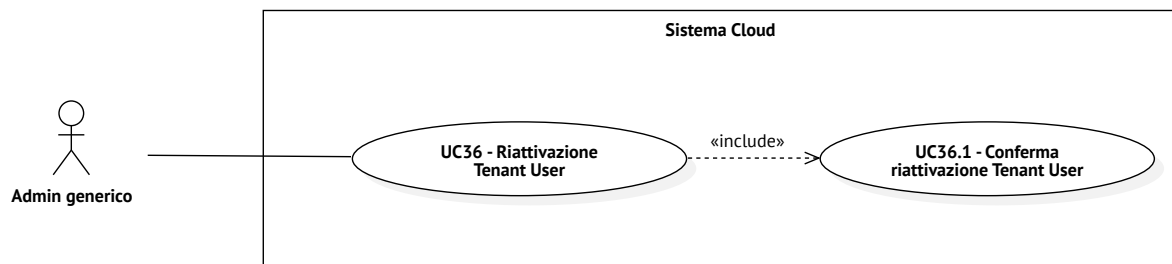 Sistema Cloud
Admin generico
UC36 - Riattivazione
Tenant User
«include»
UC36.1 - Conferma
riattivazione Tenant User